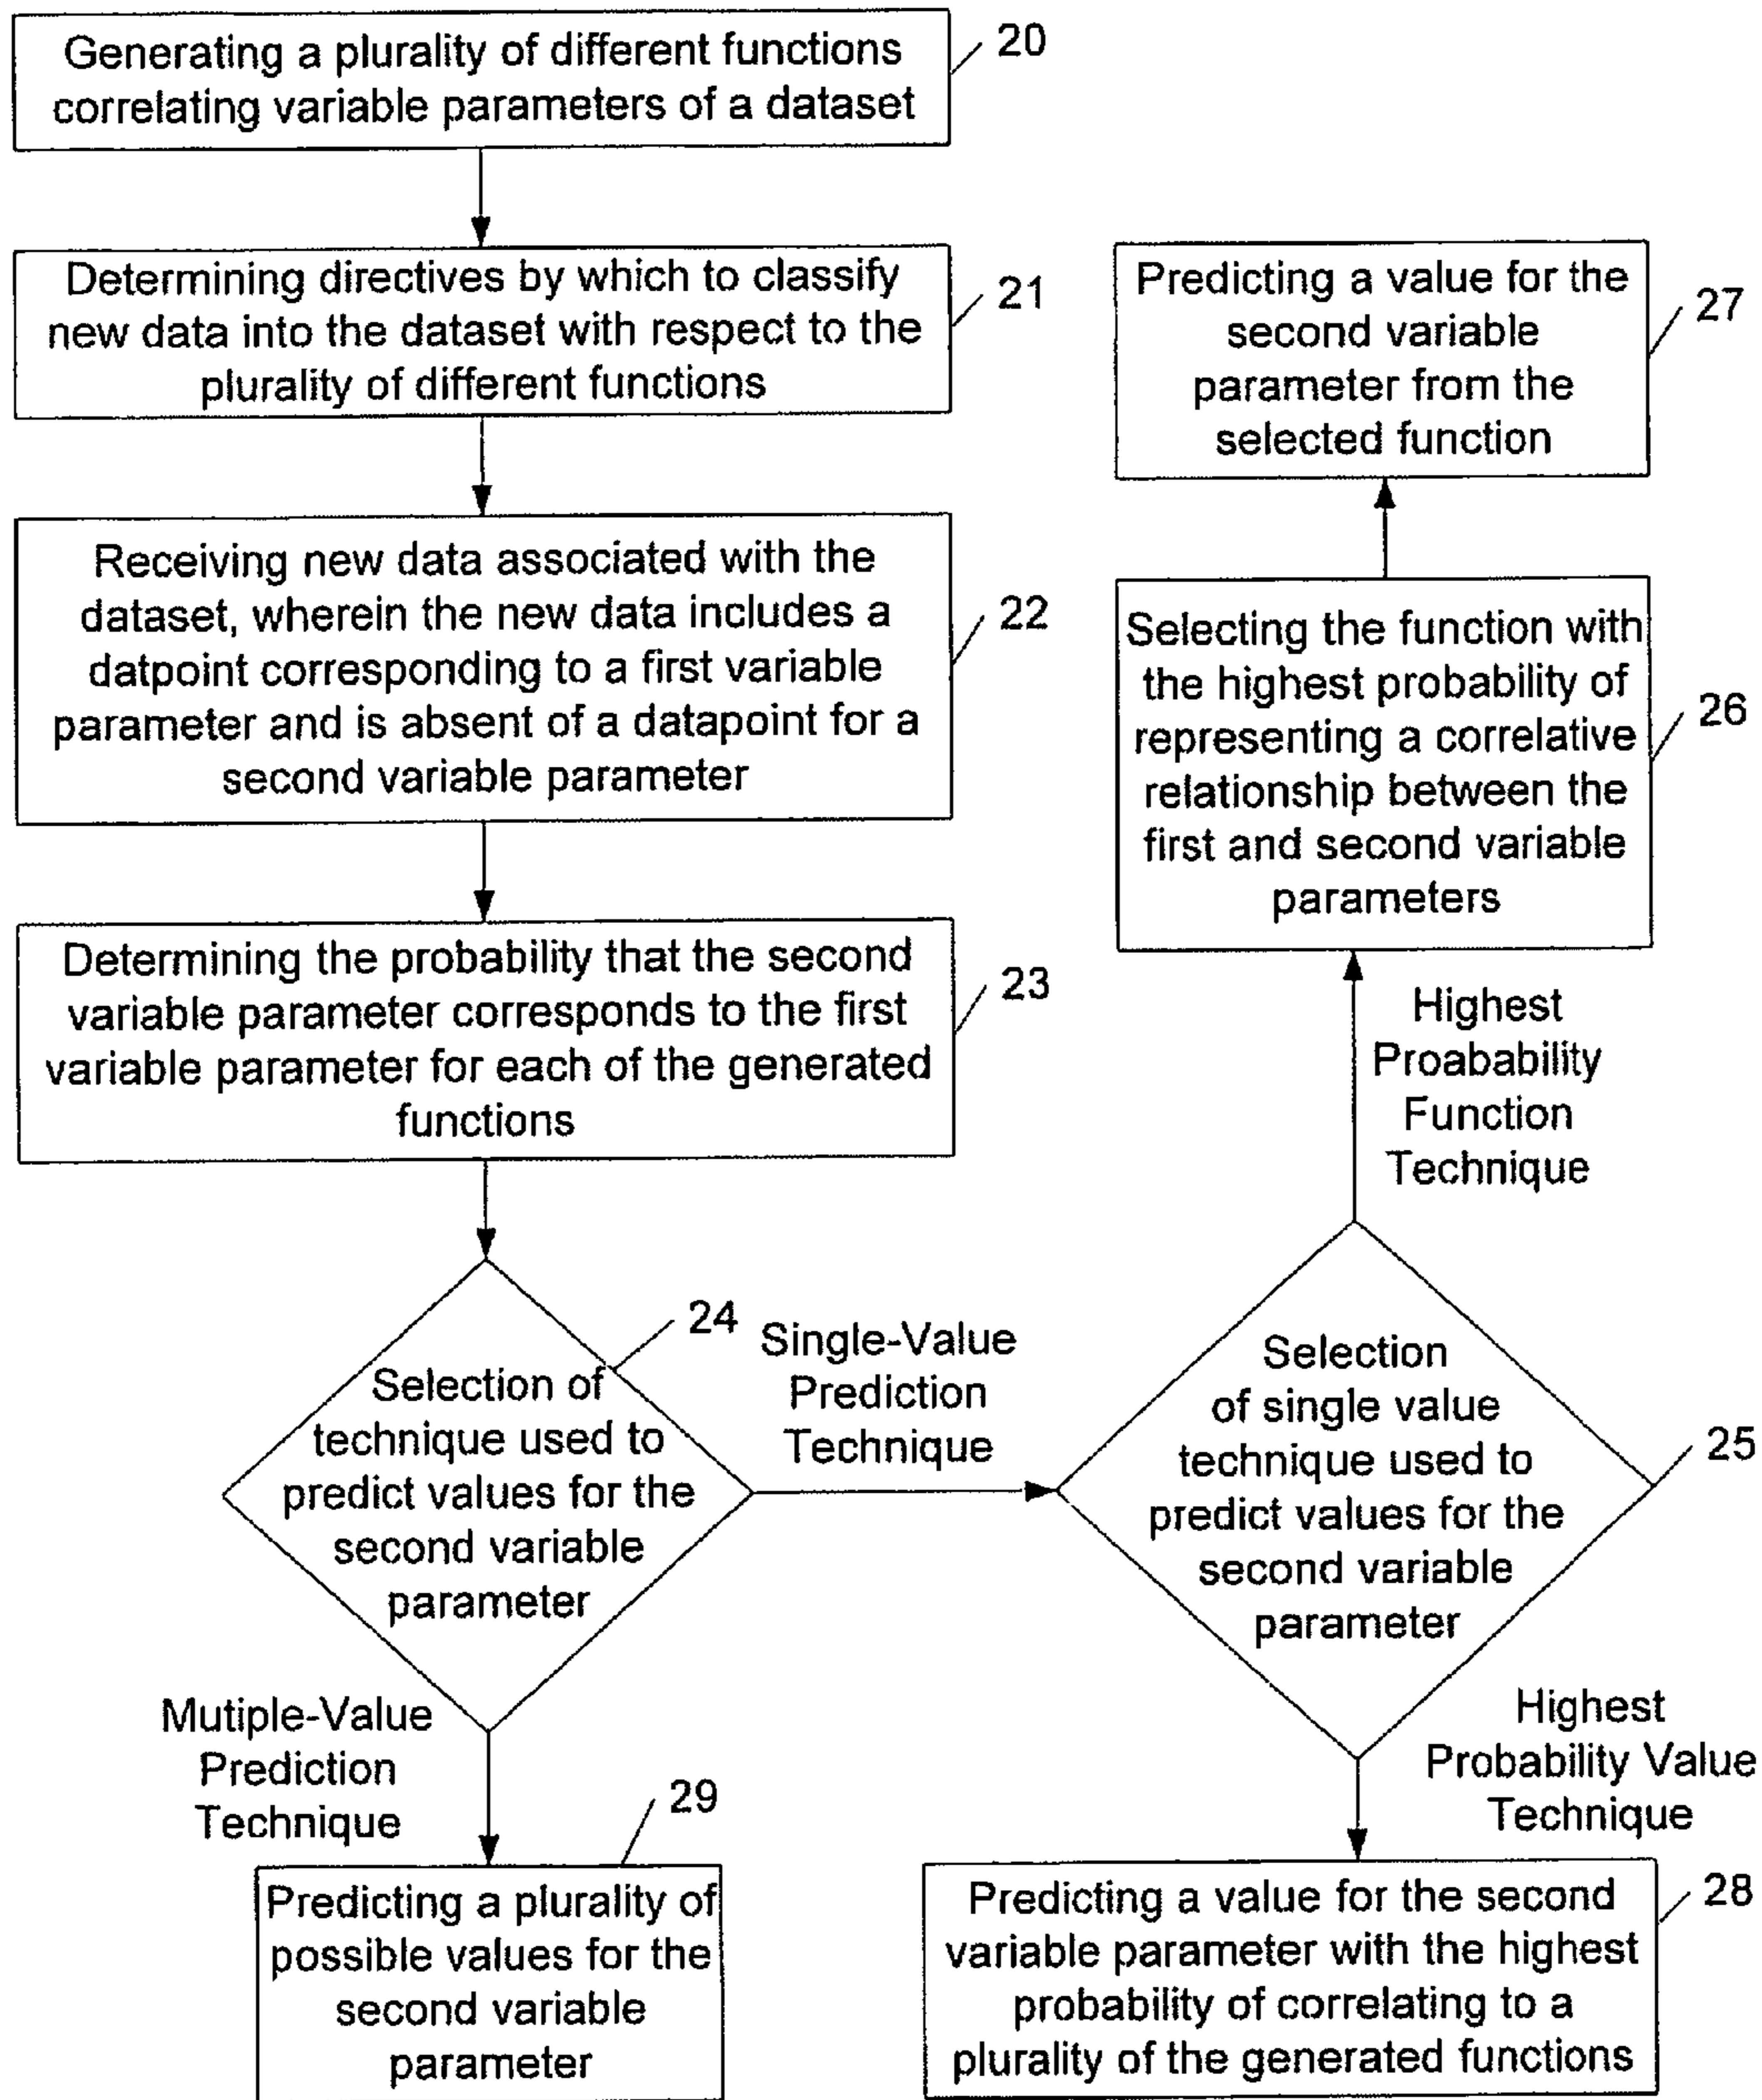 Generating a plurality of different functions
correlating variable parameters of a dataset
20
Determining directives by which to classify
new data into the dataset with respect to the
plurality of different functions
21
Receiving new data associated with the
dataset, wherein the new data includes a
datpoint corresponding to a first variable
parameter and is absent of a datapoint for a
second variable parameter
22
Determining the probability that the second
variable parameter corresponds to the first
variable parameter for each of the generated
functions
23
24
Selection of
technique used to
predict values for the
second variable
parameter
Single-Value
Prediction
Technique
Mutiple-Value
Prediction
Technique
29
Predicting a plurality of
possible values for the
second variable
parameter
Selection
of single value
technique used to
predict values for the
second variable
parameter
25
Highest
Proabability
Function
Technique
Selecting the function with
the highest probability of
representing a correlative
relationship between the
first and second variable
parameters
26
Predicting a value for the
second variable
parameter from the
selected function
27
Highest
Probability Value
Technique
Predicting a value for the second
variable parameter with the highest
probability of correlating to a
plurality of the generated functions
28